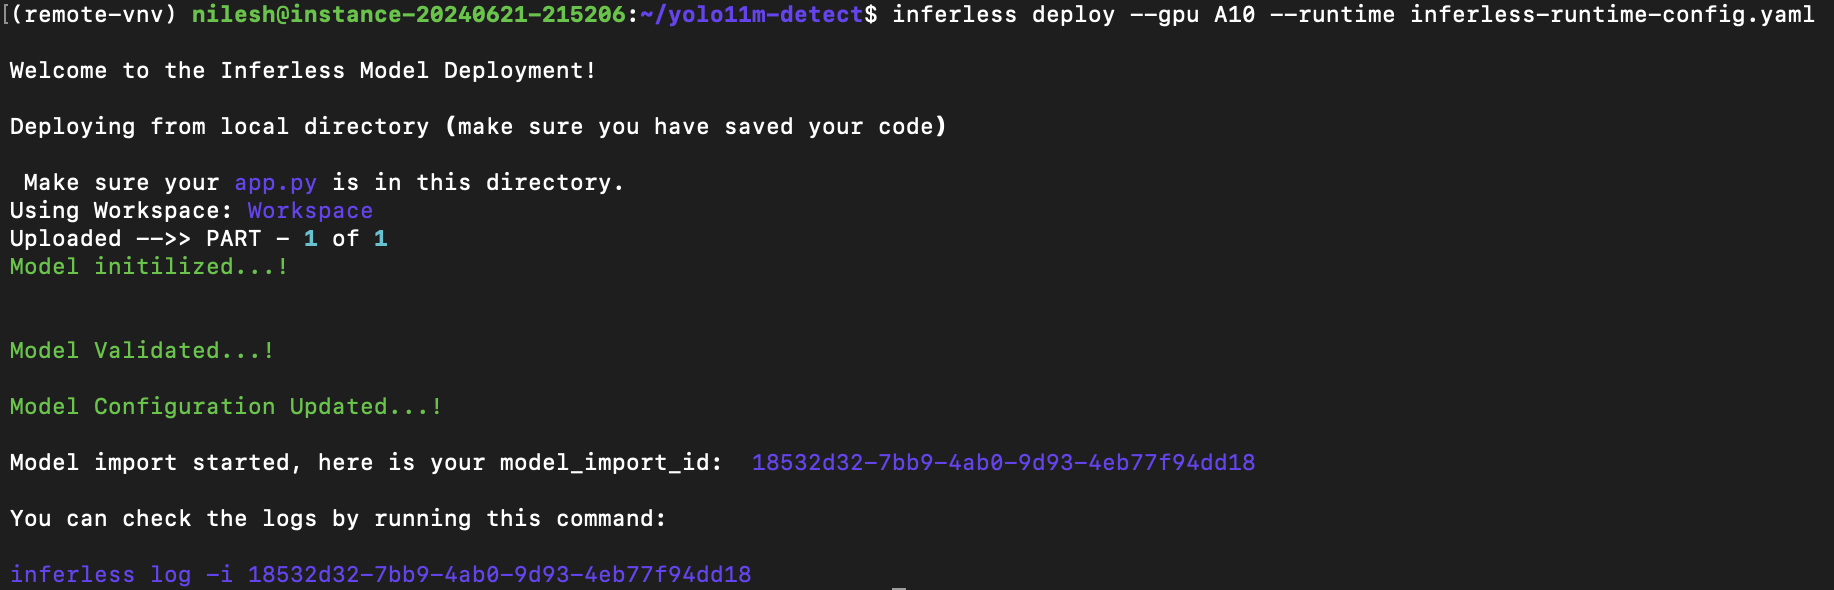 (remote-vnv) nilesh@instance-20240621-215206:~/yolo11m-detect$ inferless deploy --gpu A10 --runtime inferless-runtime-config.yaml
Welcome to the Inferless Model Deployment!
Deploying from local directory (make sure you have saved your code)
Make sure your app.py is in this directory.
Using Workspace: Workspace
Uploaded -->> PART - 1 of 1
Model initilized...!
Model Validated...!
Model Configuration Updated...!
Model import started, here is your model_import_id:  18532d32-7bb9-4ab0-9d93-4eb77f94dd18
You can check the logs by running this command:
inferless log -i 18532d32-7bb9-4ab0-9d93-4eb77f94dd18